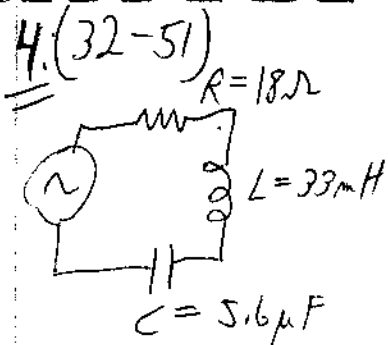 4. (32-51)
R = 18Ω
L = 33mH
C = 5.6μF